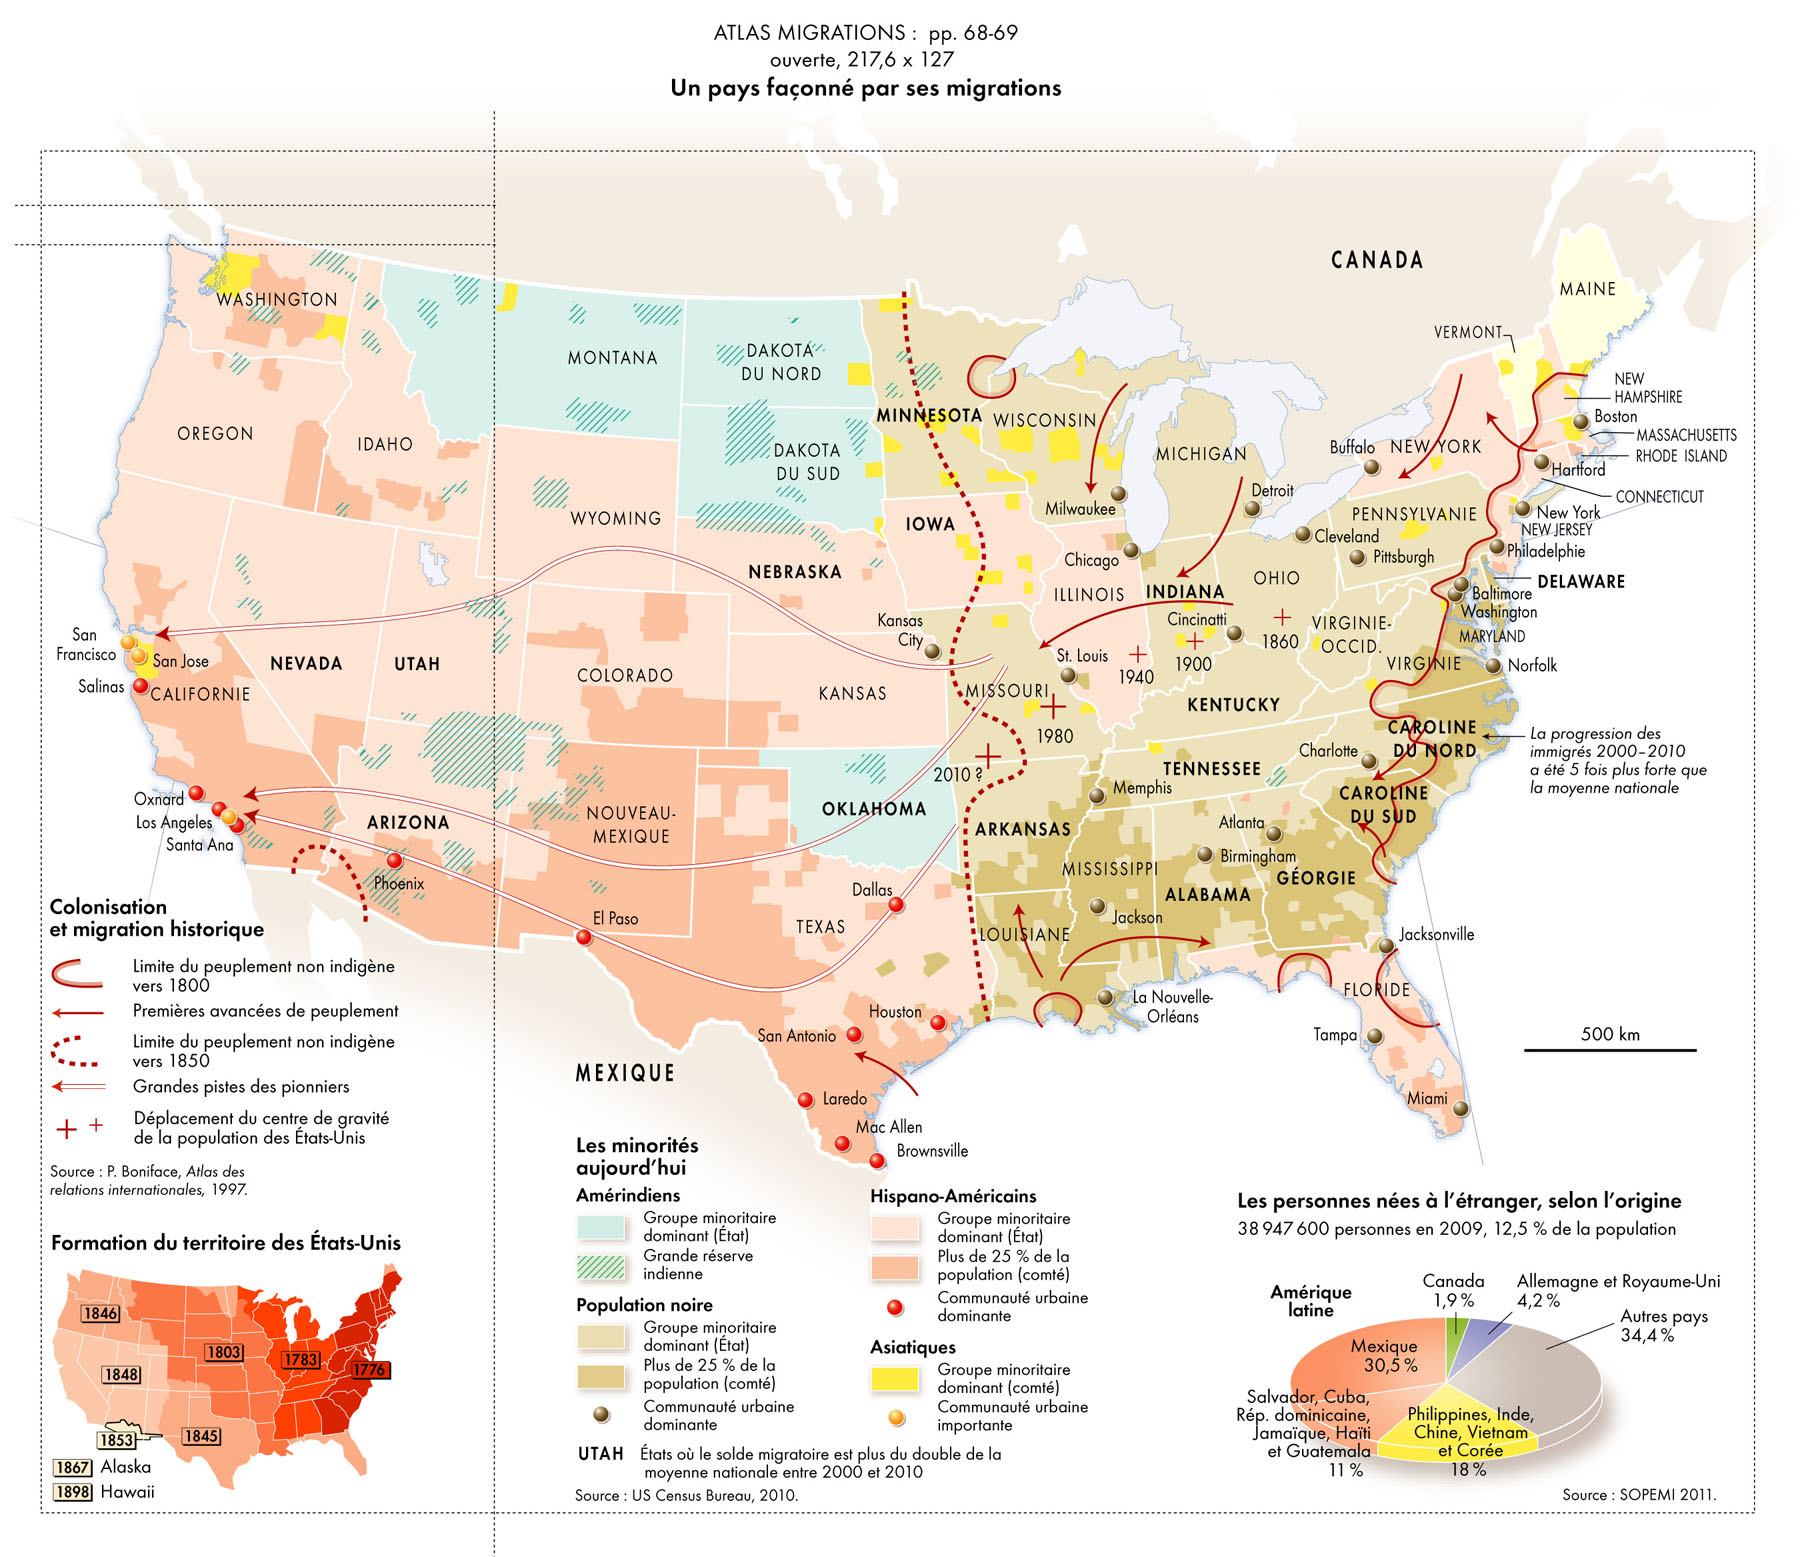 ATLAS MIGRATIONS : pp. 68-69
ouverte, 217,6 x 127
Un pays façonné par ses migrations
CANADA
MAINE
VERMONT
NEW
HAMPSHIRE
Boston
MASSACHUSETTS
RHODE ISLAND
Hartford
CONNECTICUT
New York
NEW JERSEY
Philadelphie
DELAWARE
Baltimore
Washington
MARYLAND
Norfolk
WASHINGTON
MONTANA
DAKOTA
DU NORD
MINNESOTA
WISCONSIN
MICHIGAN
Buffalo
NEW YORK
OREGON
IDAHO
DAKOTA
DU SUD
WYOMING
IOWA
Milwaukee
Detroit
PENNSYLVANIE
Cleveland
Pittsburgh
Chicago
NEBRASKA
ILLINOIS
INDIANA
OHIO
Cincinatti
VIRGINIE-
OCCID.
VIRGINIE
1860
1900
1940
1980
2010 ?
San
Francisco
San Jose
Salinas
CALIFORNIE
NEVADA
UTAH
COLORADO
KANSAS
Kansas
City
MISSOURI
St. Louis
KENTUCKY
CAROLINE
DU NORD
La progression des
immigrés 2000-2010
a été 5 fois plus forte que
la moyenne nationale
Charlotte
TENNESSEE
Memphis
CAROLINE
DU SUD
Oxnard
Los Angeles
Santa Ana
ARIZONA
Phoenix
NOUVEAU-
MEXIQUE
OKLAHOMA
ARKANSAS
Atlanta
Birmingham
MISSISSIPPI
ALABAMA
GÉORGIE
El Paso
Dallas
TEXAS
Jackson
LOUISIANE
Jacksonville
FLORIDE
La Nouvelle-
Orléans
Houston
San Antonio
Tampa
Miami
500 km
MEXIQUE
Laredo
Mac Allen
Brownsville
Colonisation
et migration historique
Limite du peuplement non indigène
vers 1800
Premières avancées de peuplement
Limite du peuplement non indigène
vers 1850
Grandes pistes des pionniers
Déplacement du centre de gravité
de la population des États-Unis
Source : P. Boniface, Atlas des
relations internationales, 1997.
Formation du territoire des États-Unis
1846
1803
1783
1776
1848
1853
1845
1867 Alaska
1898 Hawaii
Les minorités
aujourd'hui
Amérindiens
Groupe minoritaire
dominant (État)
Grande réserve
indienne
Population noire
Groupe minoritaire
dominant (État)
Plus de 25 % de la
population (comté)
Communauté urbaine
dominante
Hispano-Américains
Groupe minoritaire
dominant (État)
Plus de 25 % de la
population (comté)
Communauté urbaine
dominante
Asiatiques
Groupe minoritaire
dominant (comté)
Communauté urbaine
importante
UTAH États où le solde migratoire est plus du double de la
moyenne nationale entre 2000 et 2010
Source : US Census Bureau, 2010.
Les personnes nées à l'étranger, selon l'origine
38 947 600 personnes en 2009, 12,5 % de la population
Amérique
latine
Canada
1,9 %
Allemagne et Royaume-Uni
4,2 %
Autres pays
34,4 %
Mexique
30,5 %
Salvador, Cuba,
Rép. dominicaine,
Jamaïque, Haïti
et Guatemala
11 %
Philippines, Inde,
Chine, Vietnam
et Corée
18 %
Source : SOPEMI 2011.